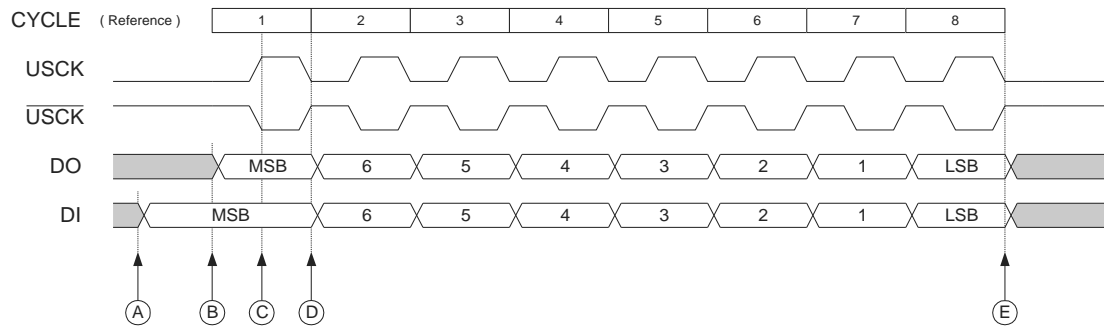 CYCLE ( Reference ) 1 2 3 4 5 6 7 8
USCK
USCK
DO MSB 6 5 4 3 2 1 LSB
DI MSB 6 5 4 3 2 1 LSB
A B C D E